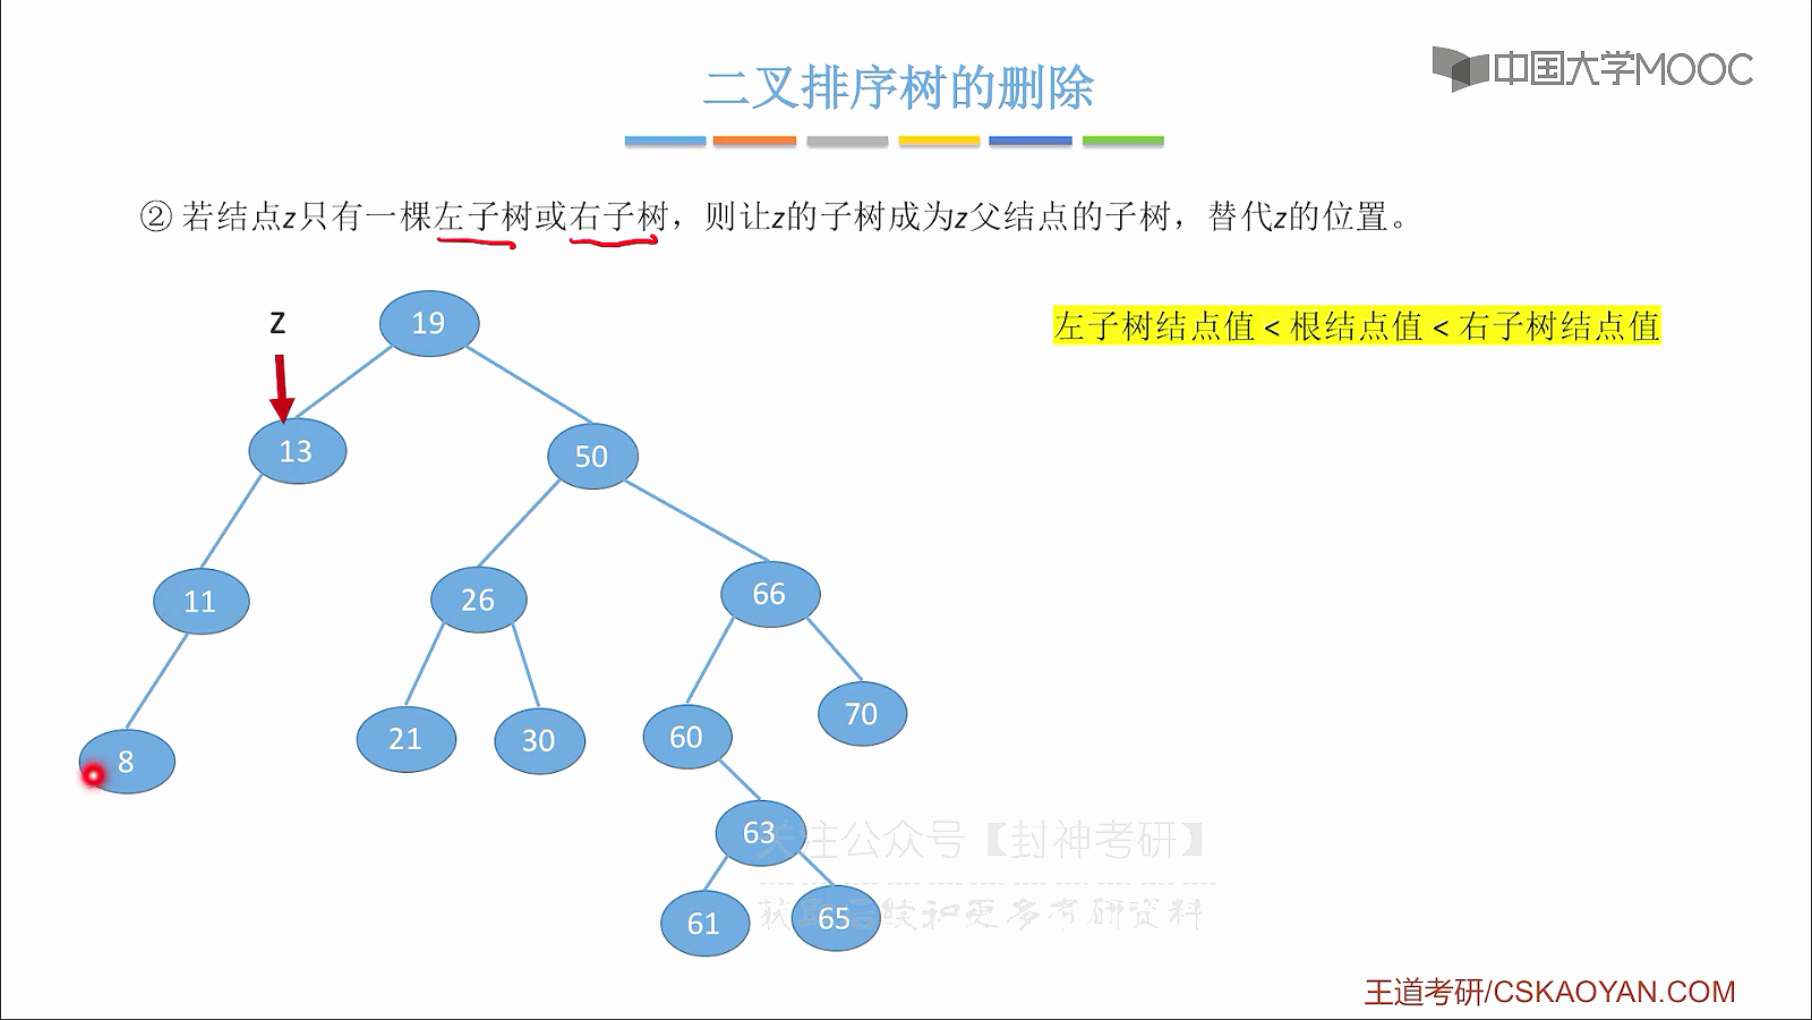 中国大学MOOC
二叉排序树的删除
② 若结点z只有一棵左子树或右子树，则让z的子树成为z父结点的子树，替代z的位置。
左子树结点值 < 根结点值 < 右子树结点值
z
19
13
50
11
26
66
8
21
30
60
70
63
61
65
关注公众号【封神考研】
获取后续和更多考研资料
王道考研/CSKAOYAN.COM